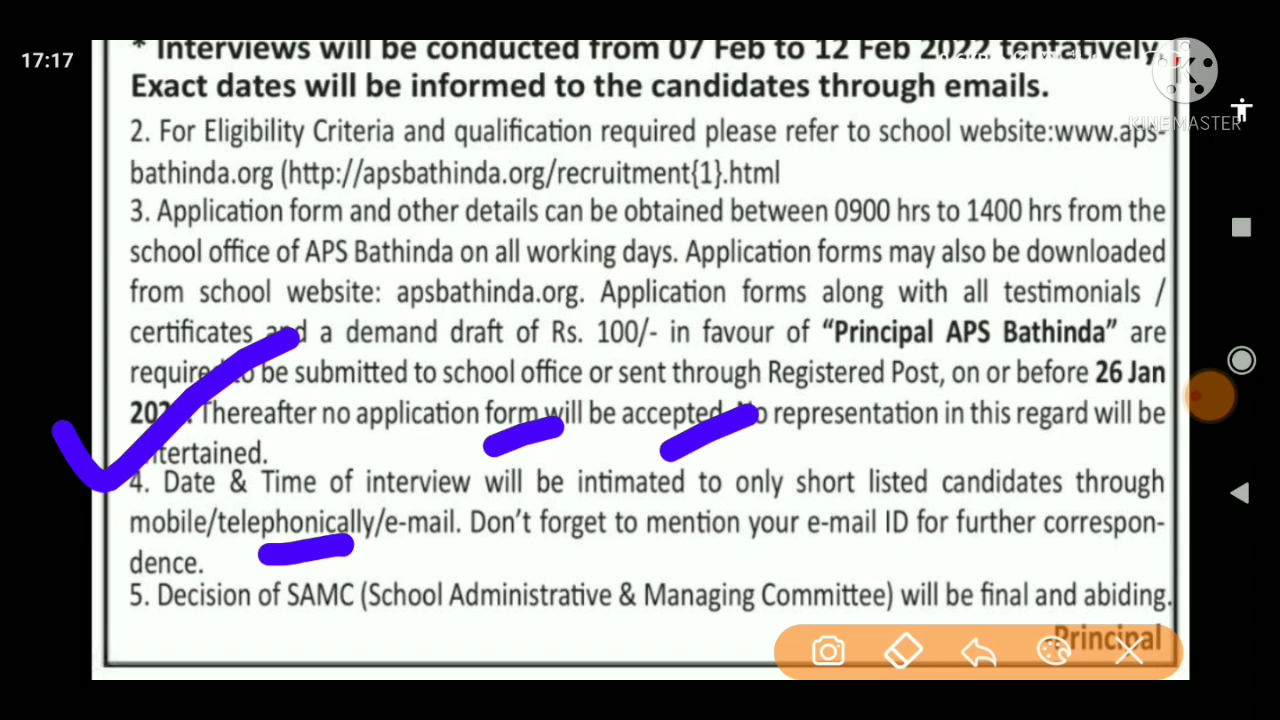 17:17
* Interviews will be conducted from 07 Feb to 12 Feb 2022 tentatively.
Exact dates will be informed to the candidates through emails.
KINEMASTER
2. For Eligibility Criteria and qualification required please refer to school website:www.aps-
bathinda.org (http://apsbathinda.org/recruitment{1}.html
3. Application form and other details can be obtained between 0900 hrs to 1400 hrs from the
school office of APS Bathinda on all working days. Application forms may also be downloaded
from school website: apsbathinda.org. Application forms along with all testimonials /
certificates and a demand draft of Rs. 100/- in favour of “Principal APS Bathinda” are
required to be submitted to school office or sent through Registered Post, on or before 26 Jan
Thereafter no application form will be accepted. No representation in this regard will be
entertained.
4. Date & Time of interview will be intimated to only short listed candidates through
mobile/telephonically/e-mail. Don’t forget to mention your e-mail ID for further correspon-
dence.
5. Decision of SAMC (School Administrative & Managing Committee) will be final and abiding.
-Principal